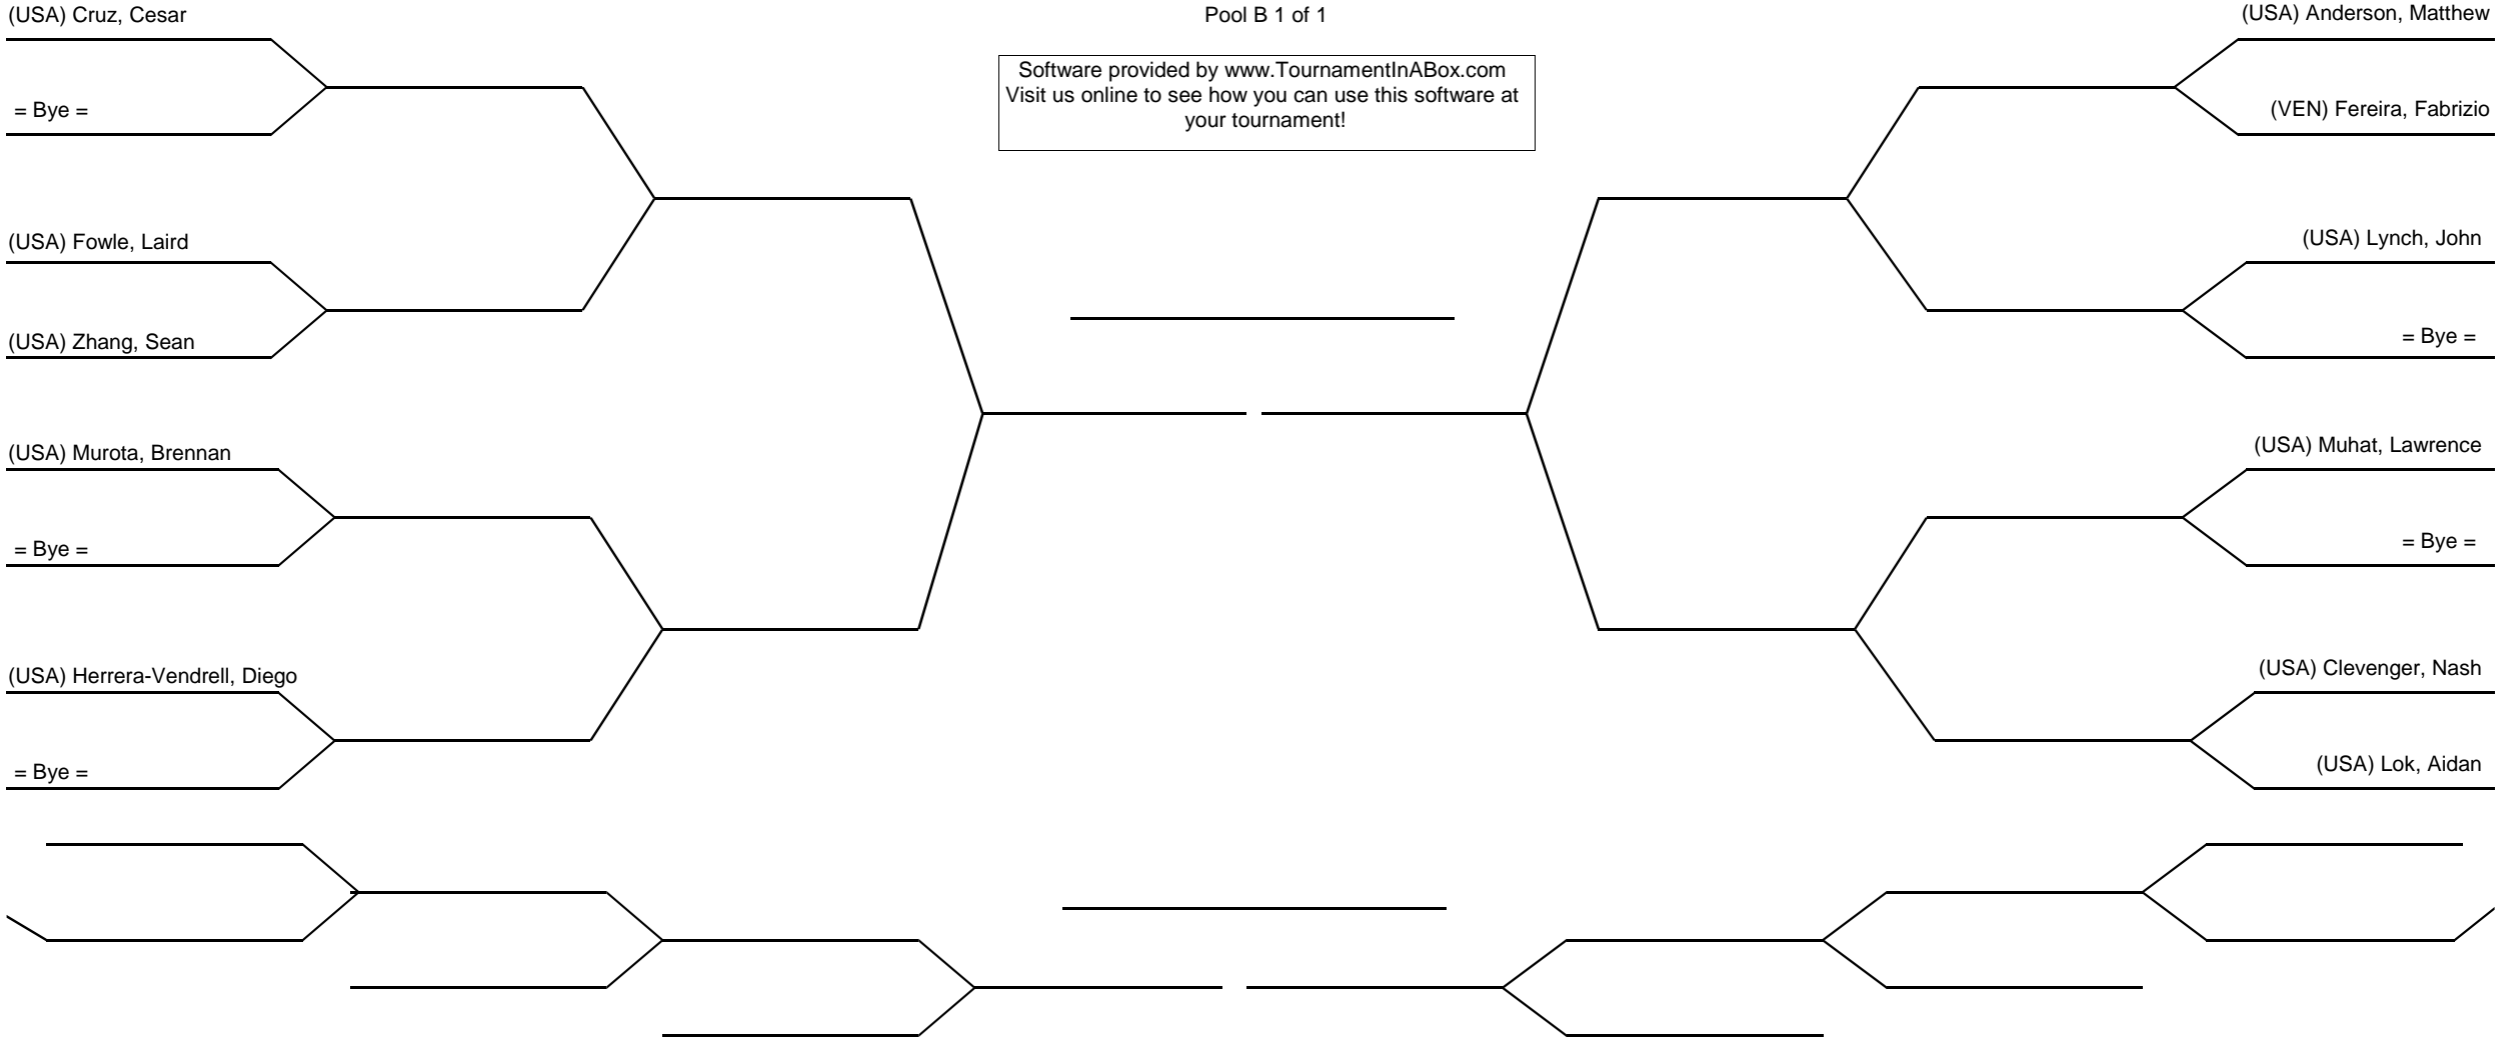 (USA) Cruz, Cesar
Pool B 1 of 1
(USA) Anderson, Matthew
Software provided by www.TournamentInABox.com
Visit us online to see how you can use this software at
your tournament!
= Bye =
(VEN) Fereira, Fabrizio
(USA) Fowle, Laird
(USA) Lynch, John
(USA) Zhang, Sean
= Bye =
(USA) Murota, Brennan
(USA) Muhat, Lawrence
= Bye =
= Bye =
(USA) Herrera-Vendrell, Diego
(USA) Clevenger, Nash
= Bye =
(USA) Lok, Aidan